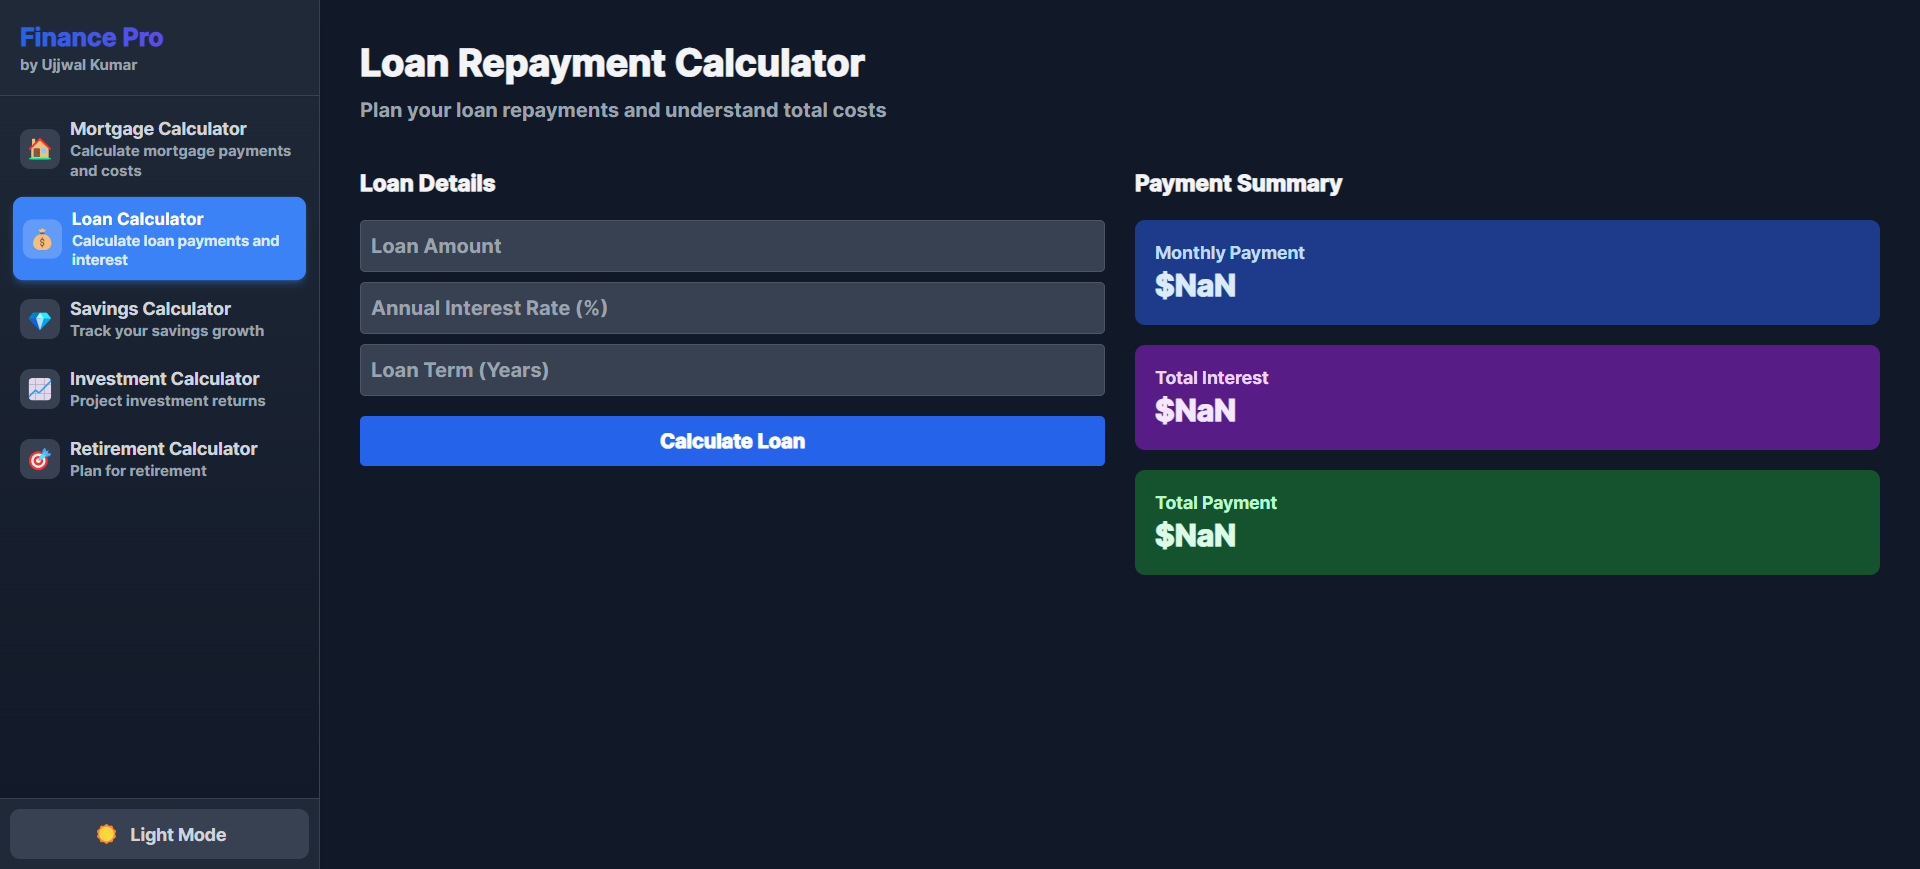 Finance Pro
by Ujjwal Kumar
Mortgage Calculator
Calculate mortgage payments
and costs
Loan Calculator
Calculate loan payments and
interest
Savings Calculator
Track your savings growth
Investment Calculator
Project investment returns
Retirement Calculator
Plan for retirement
Light Mode
Loan Repayment Calculator
Plan your loan repayments and understand total costs
Loan Details
Loan Amount
Annual Interest Rate (%)
Loan Term (Years)
Calculate Loan
Payment Summary
Monthly Payment
$NaN
Total Interest
$NaN
Total Payment
$NaN